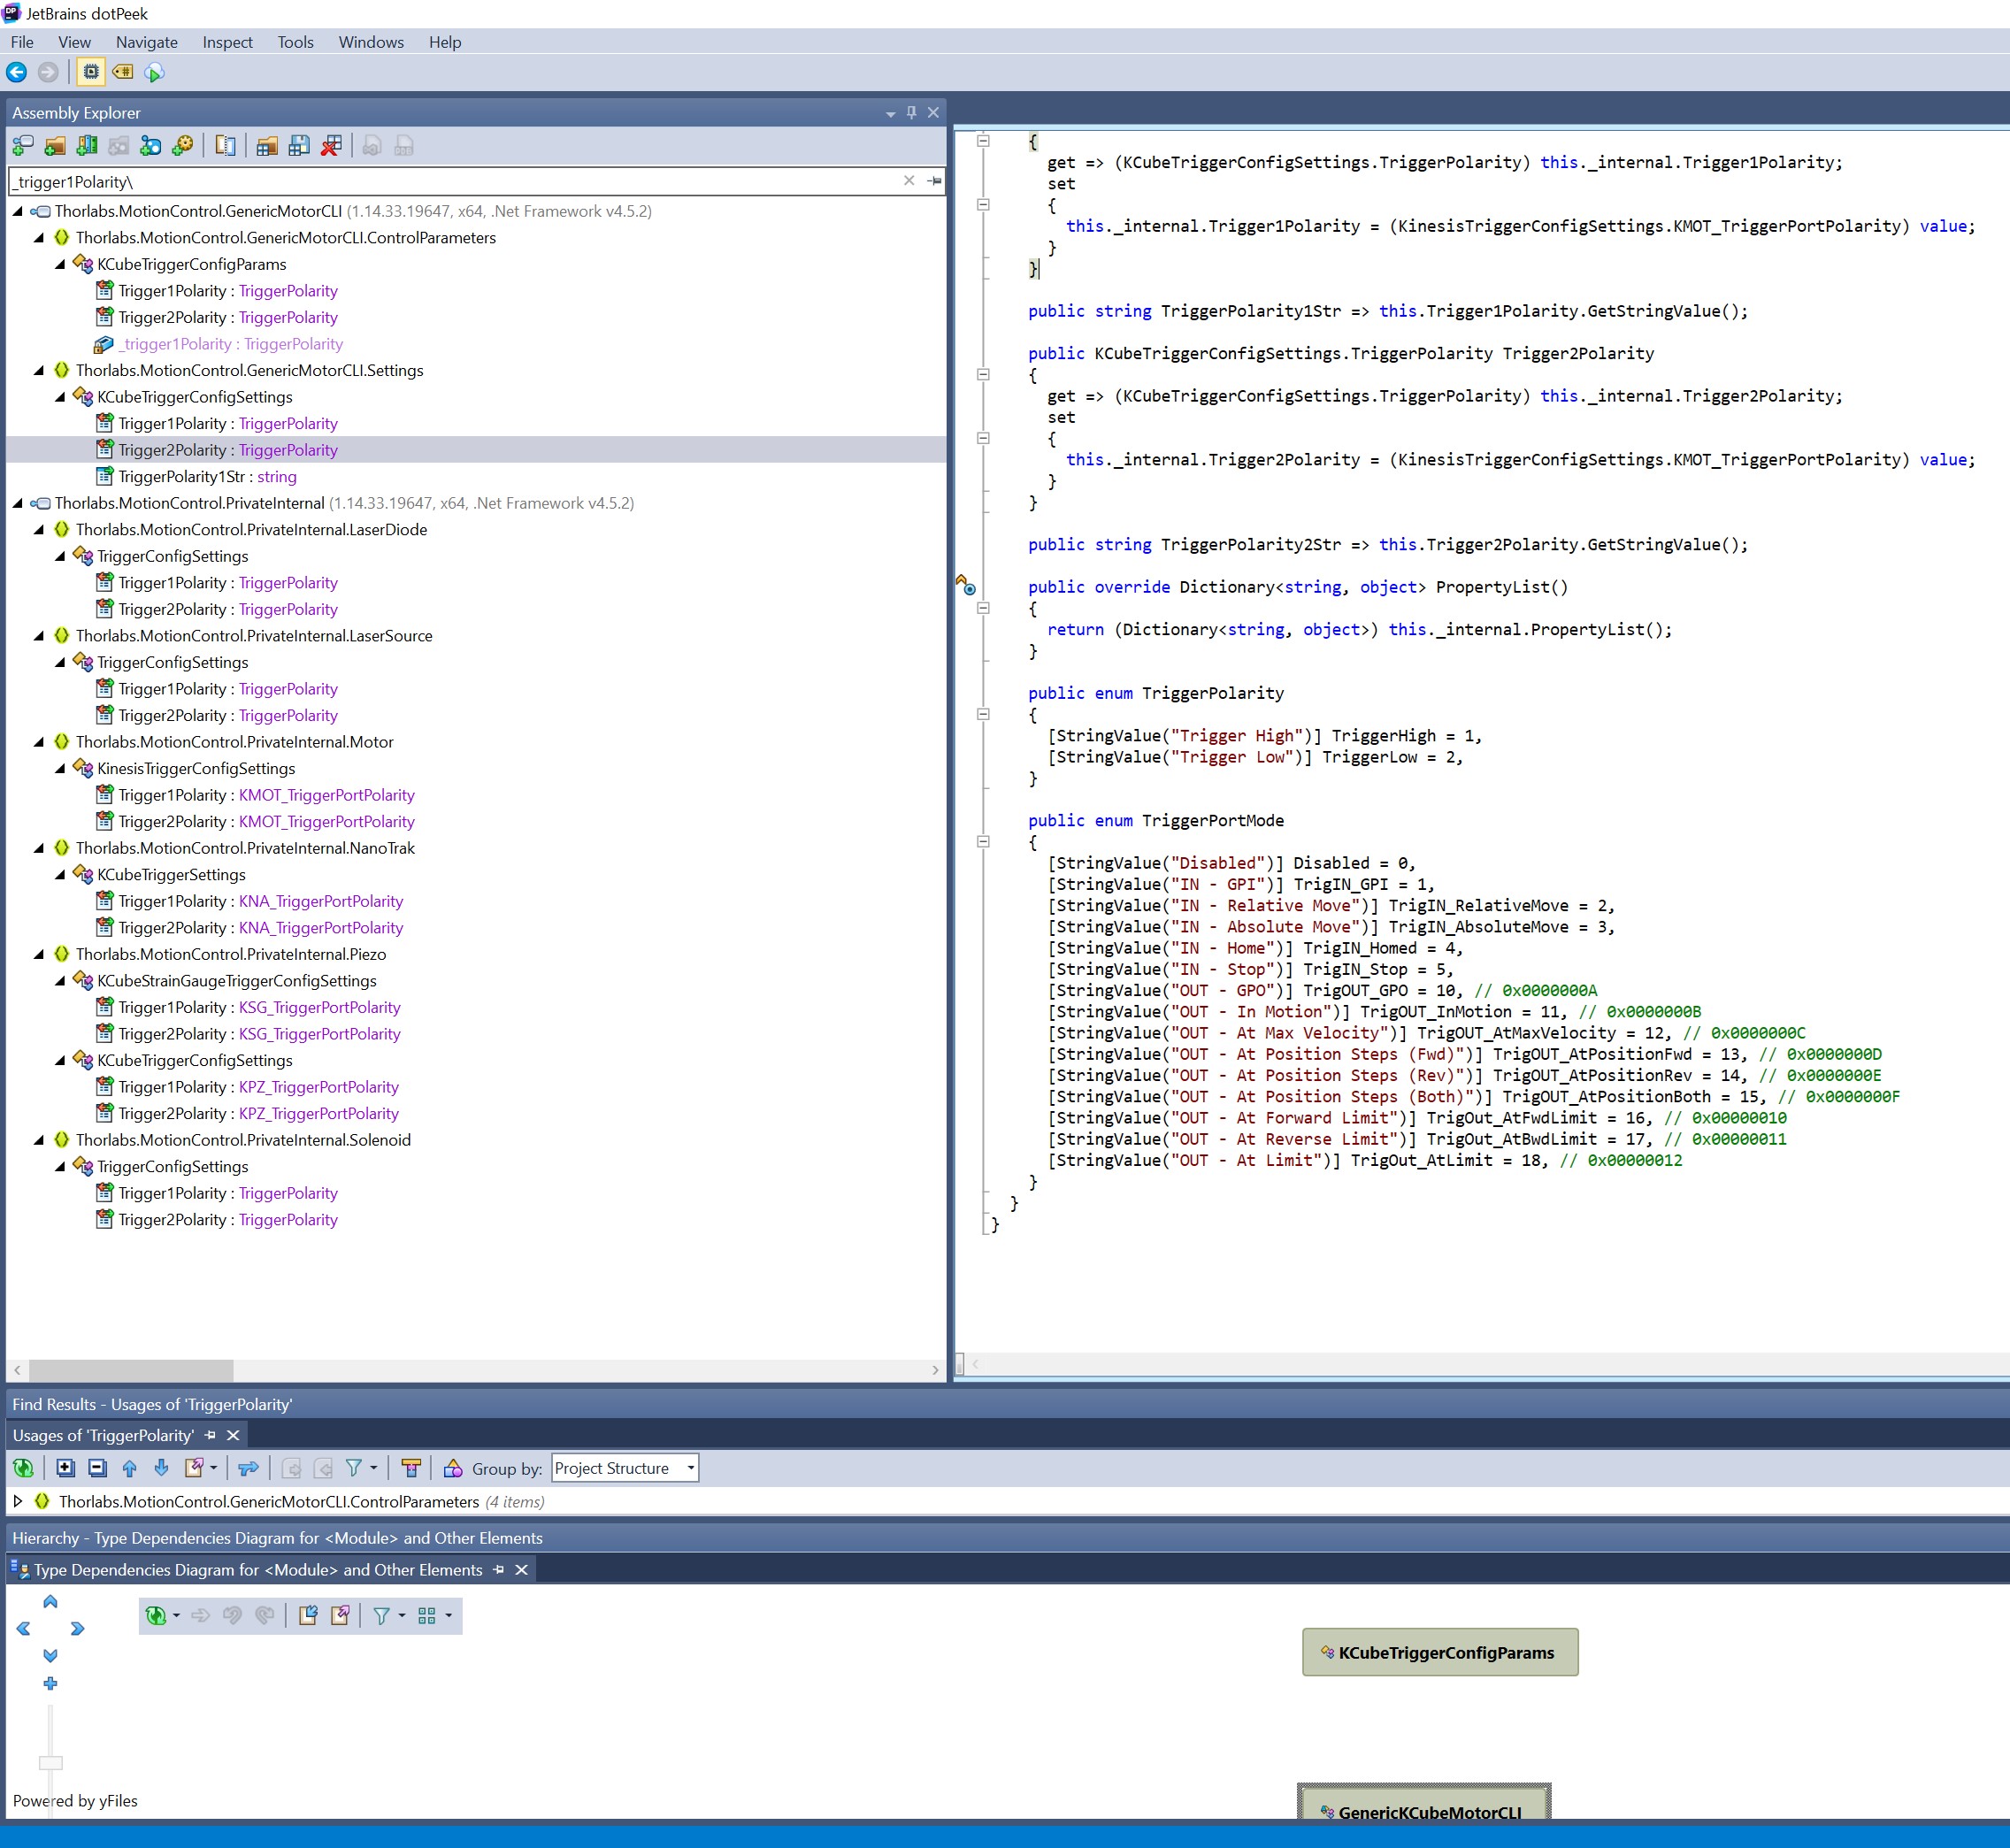 JetBrains dotPeek
File View Navigate Inspect Tools Windows Help
Assembly Explorer
_trigger1Polarity\
Thorlabs.MotionControl.GenericMotorCLI (1.14.33.19647, x64, .Net Framework v4.5.2)
Thorlabs.MotionControl.GenericMotorCLI.ControlParameters
KCubeTriggerConfigParams
Trigger1Polarity : TriggerPolarity
Trigger2Polarity : TriggerPolarity
_trigger1Polarity : TriggerPolarity
Thorlabs.MotionControl.GenericMotorCLI.Settings
KCubeTriggerConfigSettings
Trigger1Polarity : TriggerPolarity
Trigger2Polarity : TriggerPolarity
TriggerPolarity1Str : string
Thorlabs.MotionControl.PrivateInternal (1.14.33.19647, x64, .Net Framework v4.5.2)
Thorlabs.MotionControl.PrivateInternal.LaserDiode
TriggerConfigSettings
Trigger1Polarity : TriggerPolarity
Trigger2Polarity : TriggerPolarity
Thorlabs.MotionControl.PrivateInternal.LaserSource
TriggerConfigSettings
Trigger1Polarity : TriggerPolarity
Trigger2Polarity : TriggerPolarity
Thorlabs.MotionControl.PrivateInternal.Motor
KinesisTriggerConfigSettings
Trigger1Polarity : KMOT_TriggerPortPolarity
Trigger2Polarity : KMOT_TriggerPortPolarity
Thorlabs.MotionControl.PrivateInternal.NanoTrak
KCubeTriggerSettings
Trigger1Polarity : KNA_TriggerPortPolarity
Trigger2Polarity : KNA_TriggerPortPolarity
Thorlabs.MotionControl.PrivateInternal.Piezo
KCubeStrainGaugeTriggerConfigSettings
Trigger1Polarity : KSG_TriggerPortPolarity
Trigger2Polarity : KSG_TriggerPortPolarity
KCubeTriggerConfigSettings
Trigger1Polarity : KPZ_TriggerPortPolarity
Trigger2Polarity : KPZ_TriggerPortPolarity
Thorlabs.MotionControl.PrivateInternal.Solenoid
TriggerConfigSettings
Trigger1Polarity : TriggerPolarity
Trigger2Polarity : TriggerPolarity
{
get => (KCubeTriggerConfigSettings.TriggerPolarity) this._internal.Trigger1Polarity;
set
{
this._internal.Trigger1Polarity = (KinesisTriggerConfigSettings.KMOT_TriggerPortPolarity) value;
}
}
public string TriggerPolarity1Str => this.Trigger1Polarity.GetStringValue();
public KCubeTriggerConfigSettings.TriggerPolarity Trigger2Polarity
{
get => (KCubeTriggerConfigSettings.TriggerPolarity) this._internal.Trigger2Polarity;
set
{
this._internal.Trigger2Polarity = (KinesisTriggerConfigSettings.KMOT_TriggerPortPolarity) value;
}
}
public string TriggerPolarity2Str => this.Trigger2Polarity.GetStringValue();
public override Dictionary<string, object> PropertyList()
{
return (Dictionary<string, object>) this._internal.PropertyList();
}
public enum TriggerPolarity
{
[StringValue("Trigger High")] TriggerHigh = 1,
[StringValue("Trigger Low")] TriggerLow = 2,
}
public enum TriggerPortMode
{
[StringValue("Disabled")] Disabled = 0,
[StringValue("IN - GPI")] TrigIN_GPI = 1,
[StringValue("IN - Relative Move")] TrigIN_RelativeMove = 2,
[StringValue("IN - Absolute Move")] TrigIN_AbsoluteMove = 3,
[StringValue("IN - Home")] TrigIN_Homed = 4,
[StringValue("IN - Stop")] TrigIN_Stop = 5,
[StringValue("OUT - GPO")] TrigOUT_GPO = 10, // 0x0000000A
[StringValue("OUT - In Motion")] TrigOUT_InMotion = 11, // 0x0000000B
[StringValue("OUT - At Max Velocity")] TrigOUT_AtMaxVelocity = 12, // 0x0000000C
[StringValue("OUT - At Position Steps (Fwd)")] TrigOUT_AtPositionFwd = 13, // 0x0000000D
[StringValue("OUT - At Position Steps (Rev)")] TrigOUT_AtPositionRev = 14, // 0x0000000E
[StringValue("OUT - At Position Steps (Both)")] TrigOUT_AtPositionBoth = 15, // 0x0000000F
[StringValue("OUT - At Forward Limit")] TrigOut_AtFwdLimit = 16, // 0x00000010
[StringValue("OUT - At Reverse Limit")] TrigOut_AtBwdLimit = 17, // 0x00000011
[StringValue("OUT - At Limit")] TrigOut_AtLimit = 18, // 0x00000012
}
}
}
Find Results - Usages of 'TriggerPolarity'
Usages of 'TriggerPolarity'
Group by: Project Structure
Thorlabs.MotionControl.GenericMotorCLI.ControlParameters (4 items)
Hierarchy - Type Dependencies Diagram for <Module> and Other Elements
Type Dependencies Diagram for <Module> and Other Elements
KCubeTriggerConfigParams
Powered by yFiles
GenericKCubeMotorCLI